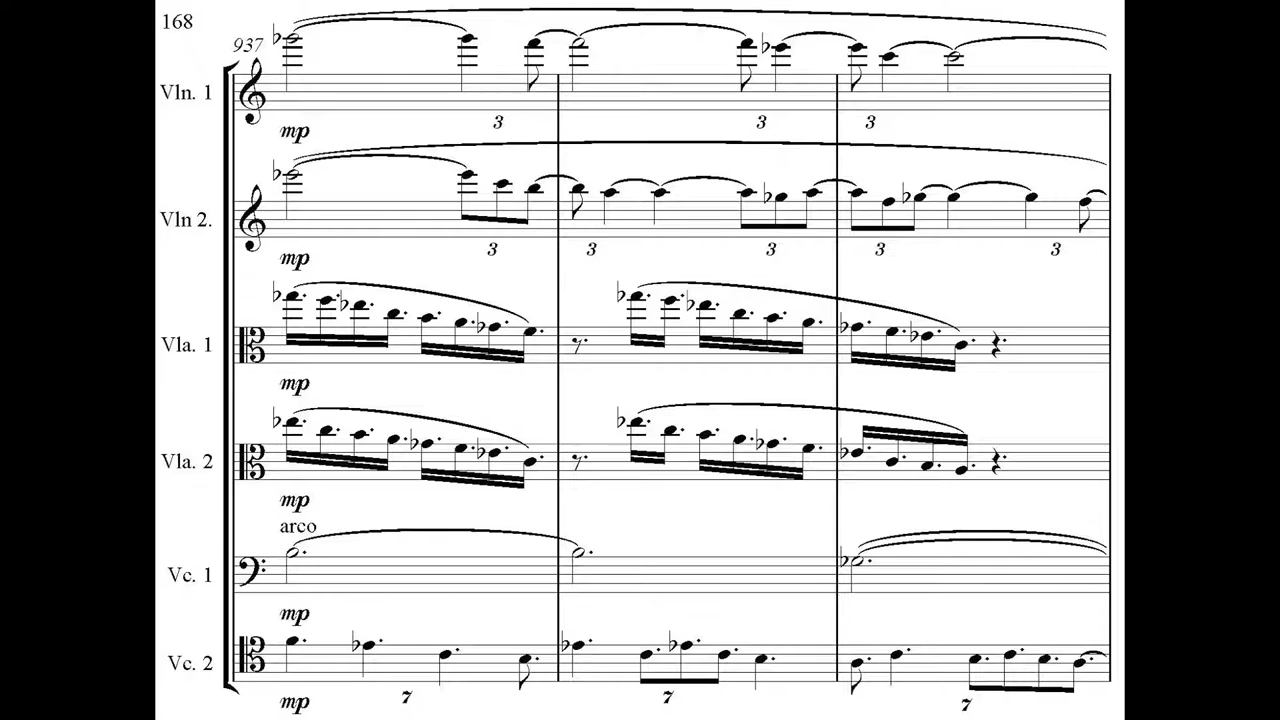 168
937
Vln. 1
mp
3
3
3
Vln 2.
mp
3
3
3
3
3
Vla. 1
mp
Vla. 2
mp
arco
Vc. 1
mp
Vc. 2
mp
7
7
7